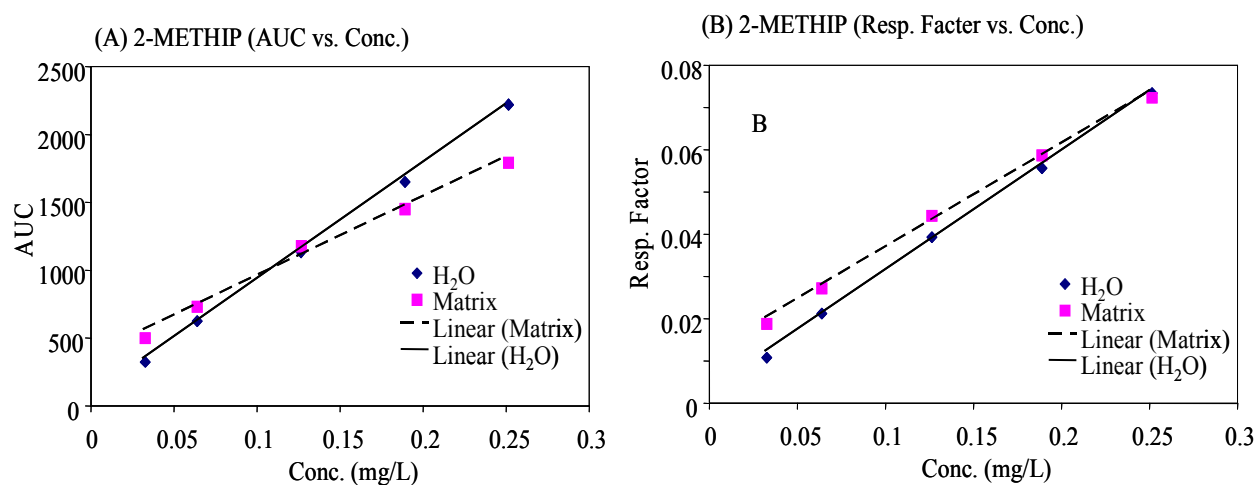 (A) 2-METHIP (AUC vs. Conc.)
2500
2000
1500
1000
500
0
AUC
0 0.05 0.1 0.15 0.2 0.25 0.3
Conc. (mg/L)
H₂O
Matrix
Linear (Matrix)
Linear (H₂O)
(B) 2-METHIP (Resp. Facter vs. Conc.)
0.08
0.06
0.04
0.02
0
Resp. Factor
B
0 0.05 0.1 0.15 0.2 0.25 0.3
Conc. (mg/L)
H₂O
Matrix
Linear (Matrix)
Linear (H₂O)